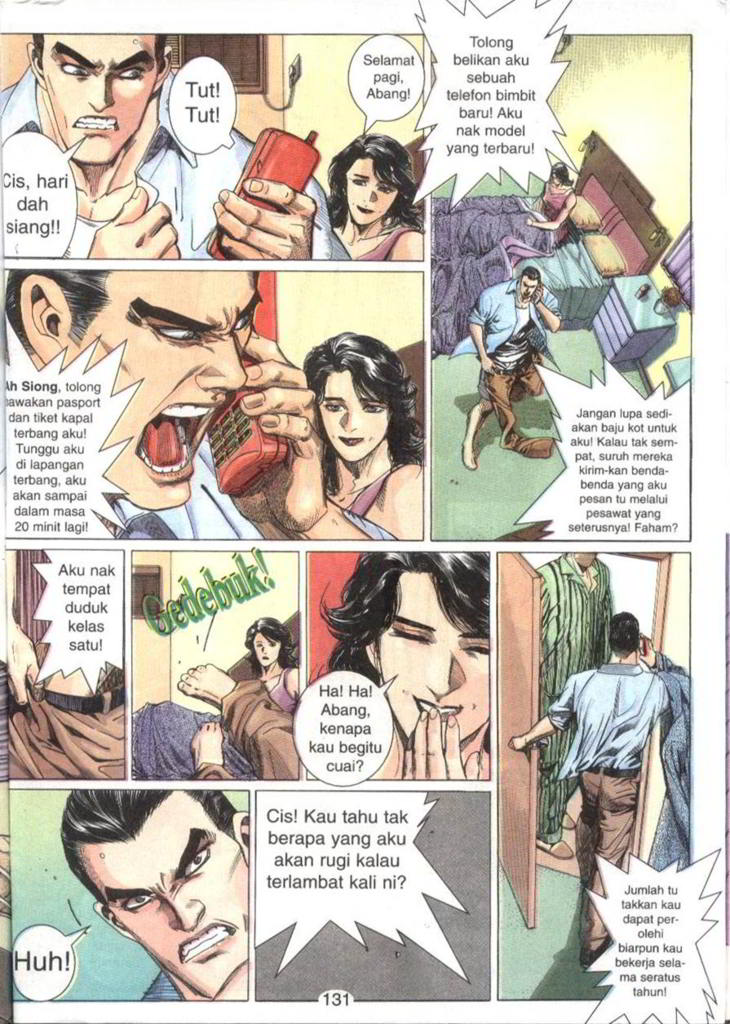 Cis, hari
dah
siang!!
Tut!
Tut!
Selamat
pagi,
Abang!
Tolong
belikan aku
sebuah
telefon bimbit
baru! Aku
nak model
yang terbaru!
Ah Siong, tolong
bawakan pasport
dan tiket kapal
terbang aku!
Tunggu aku
di lapangan
terbang, aku
akan sampai
dalam masa
20 minit lagi!
Jangan lupa sedi-
akan baju kot untuk
aku! Kalau tak sem-
pat, suruh mereka
kirim-kan benda-
benda yang aku
pesan tu melalui
pesawat yang
seterusnya! Faham?
Aku nak
tempat
duduk
kelas
satu!
Gedebuk!
Ha! Ha!
Abang,
kenapa
kau begitu
cuai?
Huh!
Cis! Kau tahu tak
berapa yang aku
akan rugi kalau
terlambat kali ni?
Jumlah tu
takkan kau
dapat per-
olehi
biarpun kau
bekerja sela-
ma seratus
tahun!
131